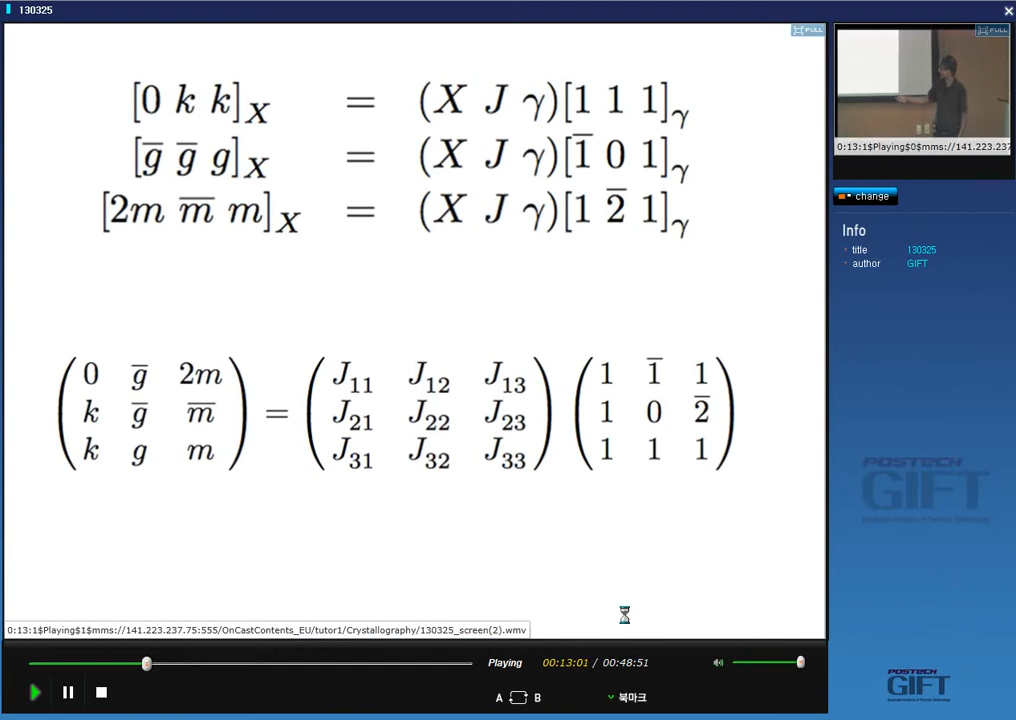 130325
FULL
[0 k k]_X = (X J γ)[1 1 1]_γ
[g̅ g̅ g]_X = (X J γ)[1̅ 0 1]_γ
[2m m̅ m]_X = (X J γ)[1 2̅ 1]_γ
( 0 g̅ 2m ) = ( J₁₁ J₁₂ J₁₃ ) ( 1 1̅ 1 )
( k g̅ m̅ ) ( J₂₁ J₂₂ J₂₃ ) ( 1 0 2̅ )
( k g m ) ( J₃₁ J₃₂ J₃₃ ) ( 1 1 1 )
0:13:1$Playing$1$mms://141.223.237.75:555/OnCastContents_EU/tutor1/Crystallography/130325_screen(2).wmv
Playing 00:13:01 / 00:48:51
A B 북마크
FULL
0:13:1$Playing$0$mms://141.223.237
change
Info
title 130325
author GIFT
POSTECH
GIFT
POSTECH
GIFT